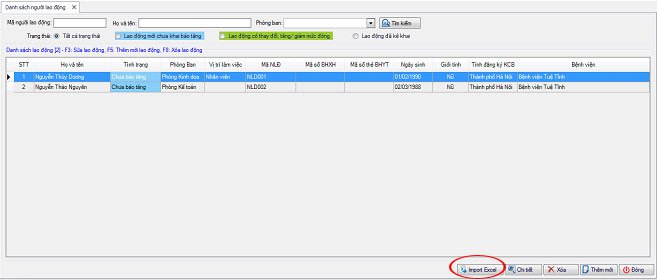 Danh sách người lao động
Mã người lao động: Họ và tên: Phòng ban: Tìm kiếm
Trạng thái: Tất cả trạng thái Lao động mới chưa khai báo tăng Lao động có thay đổi, tăng/ giảm mức đóng Lao động đã kê khai
Danh sách lao động [2] - F3: Sửa lao động, F5: Thêm mới lao động, F8: Xóa lao động
STT Họ và tên Tình trạng Phòng Ban Vị trí làm việc Mã NLĐ Mã số BHXH Mã số thẻ BHYT Ngày sinh Giới tính Tỉnh đăng ký KCB Bệnh viện
1 Nguyễn Thùy Dương Chưa báo tăng Phòng Kinh doa Nhân viên NLD001 01/02/1990 Nữ Thành phố Hà Nội Bệnh viện Tuệ Tĩnh
2 Nguyễn Thảo Nguyên Chưa báo tăng Phòng Kế toán NLD002 02/03/1988 Nữ Thành phố Hà Nội Bệnh viện Tuệ Tĩnh
Import Excel Chi tiết Xóa Thêm mới Đóng